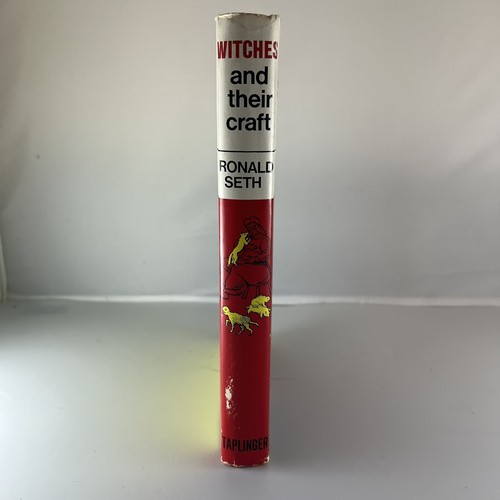 WITCHES
and
their
craft
RONALD
SETH
TAPLINGER